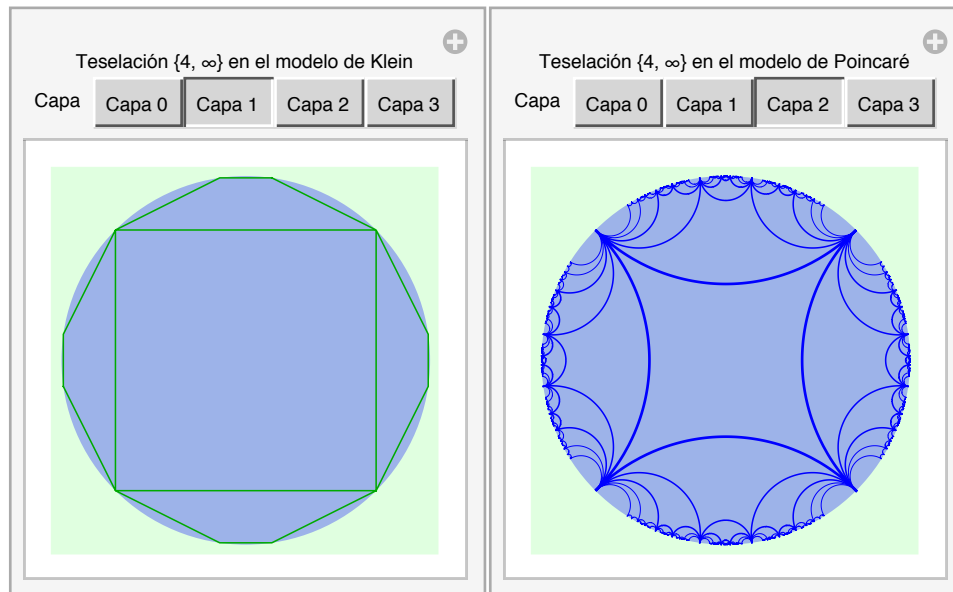 Teselación {4, ∞} en el modelo de Klein
Capa Capa 0 Capa 1 Capa 2 Capa 3
Teselación {4, ∞} en el modelo de Poincaré
Capa Capa 0 Capa 1 Capa 2 Capa 3